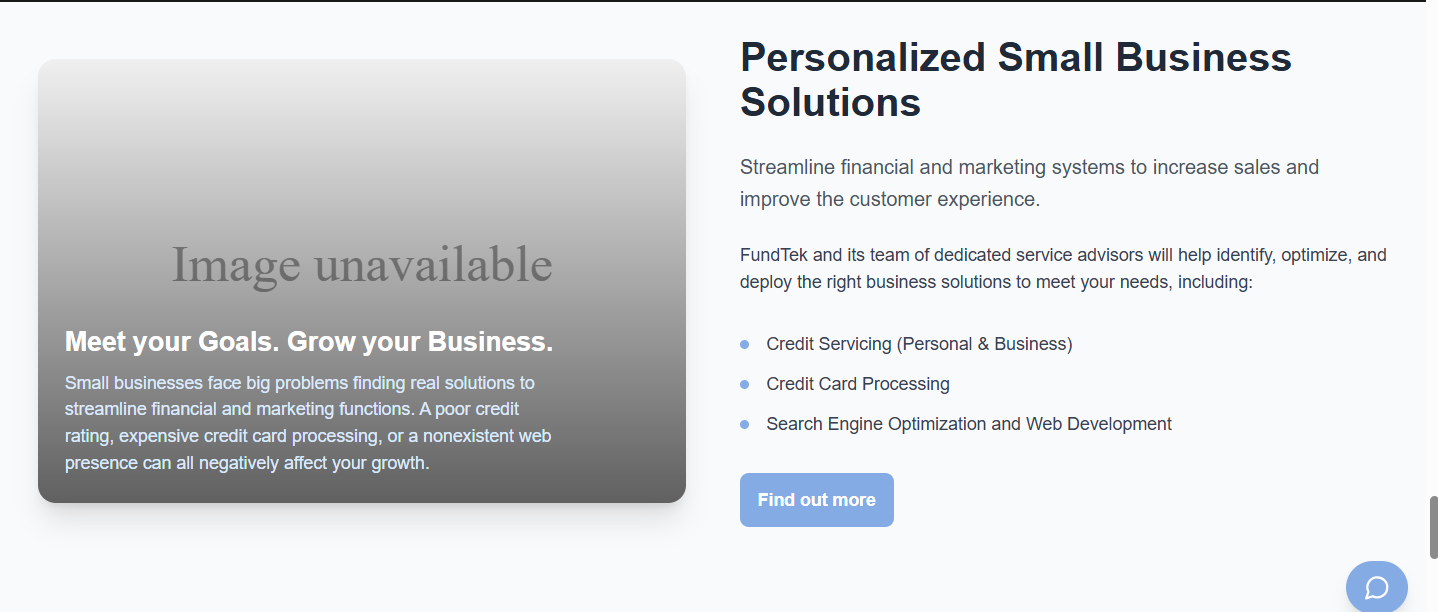 Image unavailable
Meet your Goals. Grow your Business.
Small businesses face big problems finding real solutions to
streamline financial and marketing functions. A poor credit
rating, expensive credit card processing, or a nonexistent web
presence can all negatively affect your growth.
Personalized Small Business
Solutions
Streamline financial and marketing systems to increase sales and
improve the customer experience.
FundTek and its team of dedicated service advisors will help identify, optimize, and
deploy the right business solutions to meet your needs, including:
Credit Servicing (Personal & Business)
Credit Card Processing
Search Engine Optimization and Web Development
Find out more